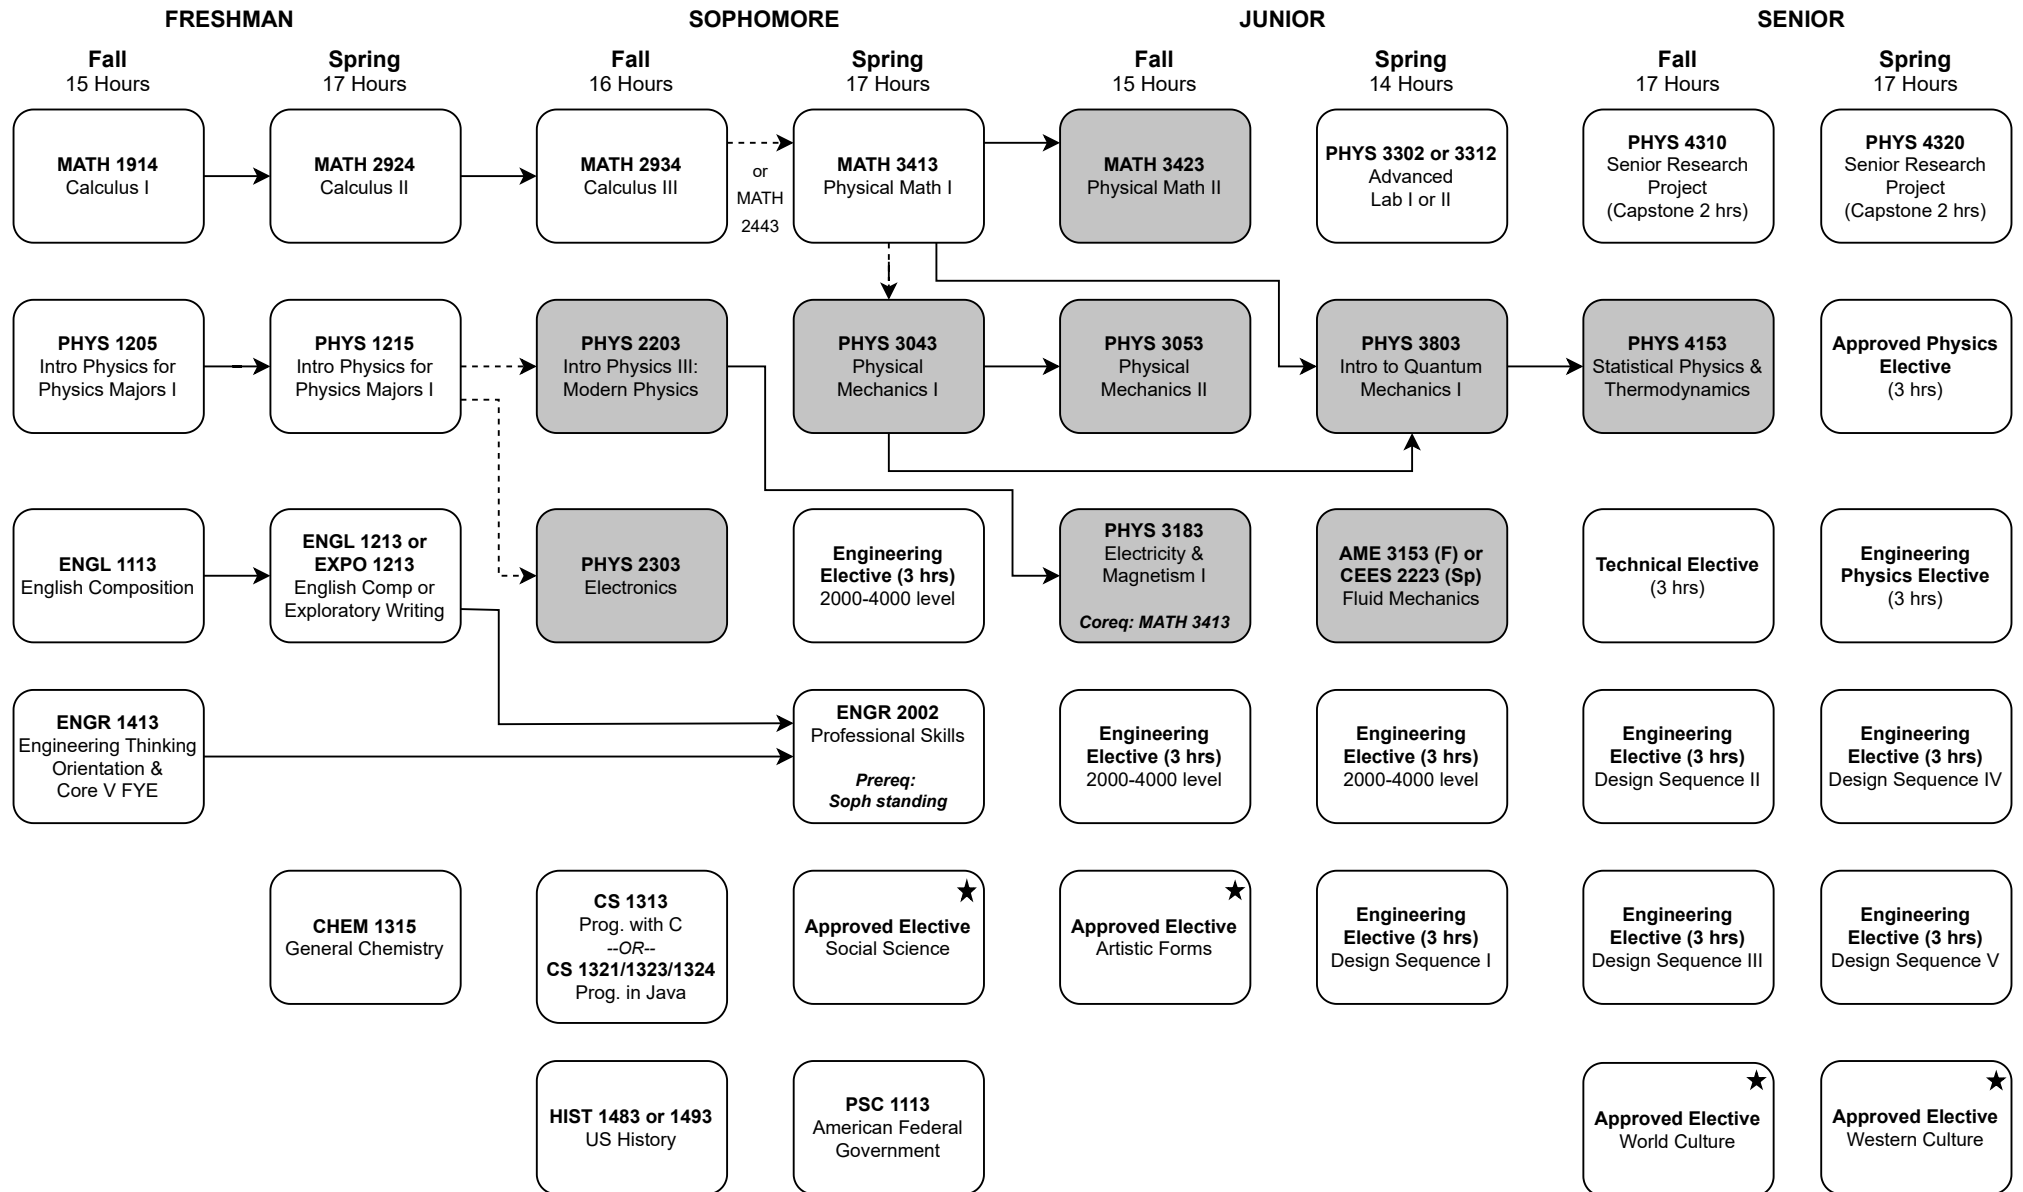 FRESHMAN
SOPHOMORE
JUNIOR
SENIOR
Fall
15 Hours
Spring
17 Hours
Fall
16 Hours
Spring
17 Hours
Fall
15 Hours
Spring
14 Hours
Fall
17 Hours
Spring
17 Hours
MATH 1914
Calculus I
MATH 2924
Calculus II
MATH 2934
Calculus III
or
MATH
2443
MATH 3413
Physical Math I
MATH 3423
Physical Math II
PHYS 3302 or 3312
Advanced
Lab I or II
PHYS 4310
Senior Research
Project
(Capstone 2 hrs)
PHYS 4320
Senior Research
Project
(Capstone 2 hrs)
PHYS 1205
Intro Physics for
Physics Majors I
PHYS 1215
Intro Physics for
Physics Majors I
PHYS 2203
Intro Physics III:
Modern Physics
PHYS 3043
Physical
Mechanics I
PHYS 3053
Physical
Mechanics II
PHYS 3803
Intro to Quantum
Mechanics I
PHYS 4153
Statistical Physics &
Thermodynamics
Approved Physics
Elective
(3 hrs)
ENGL 1113
English Composition
ENGL 1213 or
EXPO 1213
English Comp or
Exploratory Writing
PHYS 2303
Electronics
Engineering
Elective (3 hrs)
2000-4000 level
PHYS 3183
Electricity &
Magnetism I
Coreq: MATH 3413
AME 3153 (F) or
CEES 2223 (Sp)
Fluid Mechanics
Technical Elective
(3 hrs)
Engineering
Physics Elective
(3 hrs)
ENGR 1413
Engineering Thinking
Orientation &
Core V FYE
ENGR 2002
Professional Skills
Prereq:
Soph standing
Engineering
Elective (3 hrs)
2000-4000 level
Engineering
Elective (3 hrs)
2000-4000 level
Engineering
Elective (3 hrs)
Design Sequence II
Engineering
Elective (3 hrs)
Design Sequence IV
CHEM 1315
General Chemistry
CS 1313
Prog. with C
--OR--
CS 1321/1323/1324
Prog. in Java
Approved Elective
Social Science
Approved Elective
Artistic Forms
Engineering
Elective (3 hrs)
Design Sequence I
Engineering
Elective (3 hrs)
Design Sequence III
Engineering
Elective (3 hrs)
Design Sequence V
HIST 1483 or 1493
US History
PSC 1113
American Federal
Government
Approved Elective
World Culture
Approved Elective
Western Culture